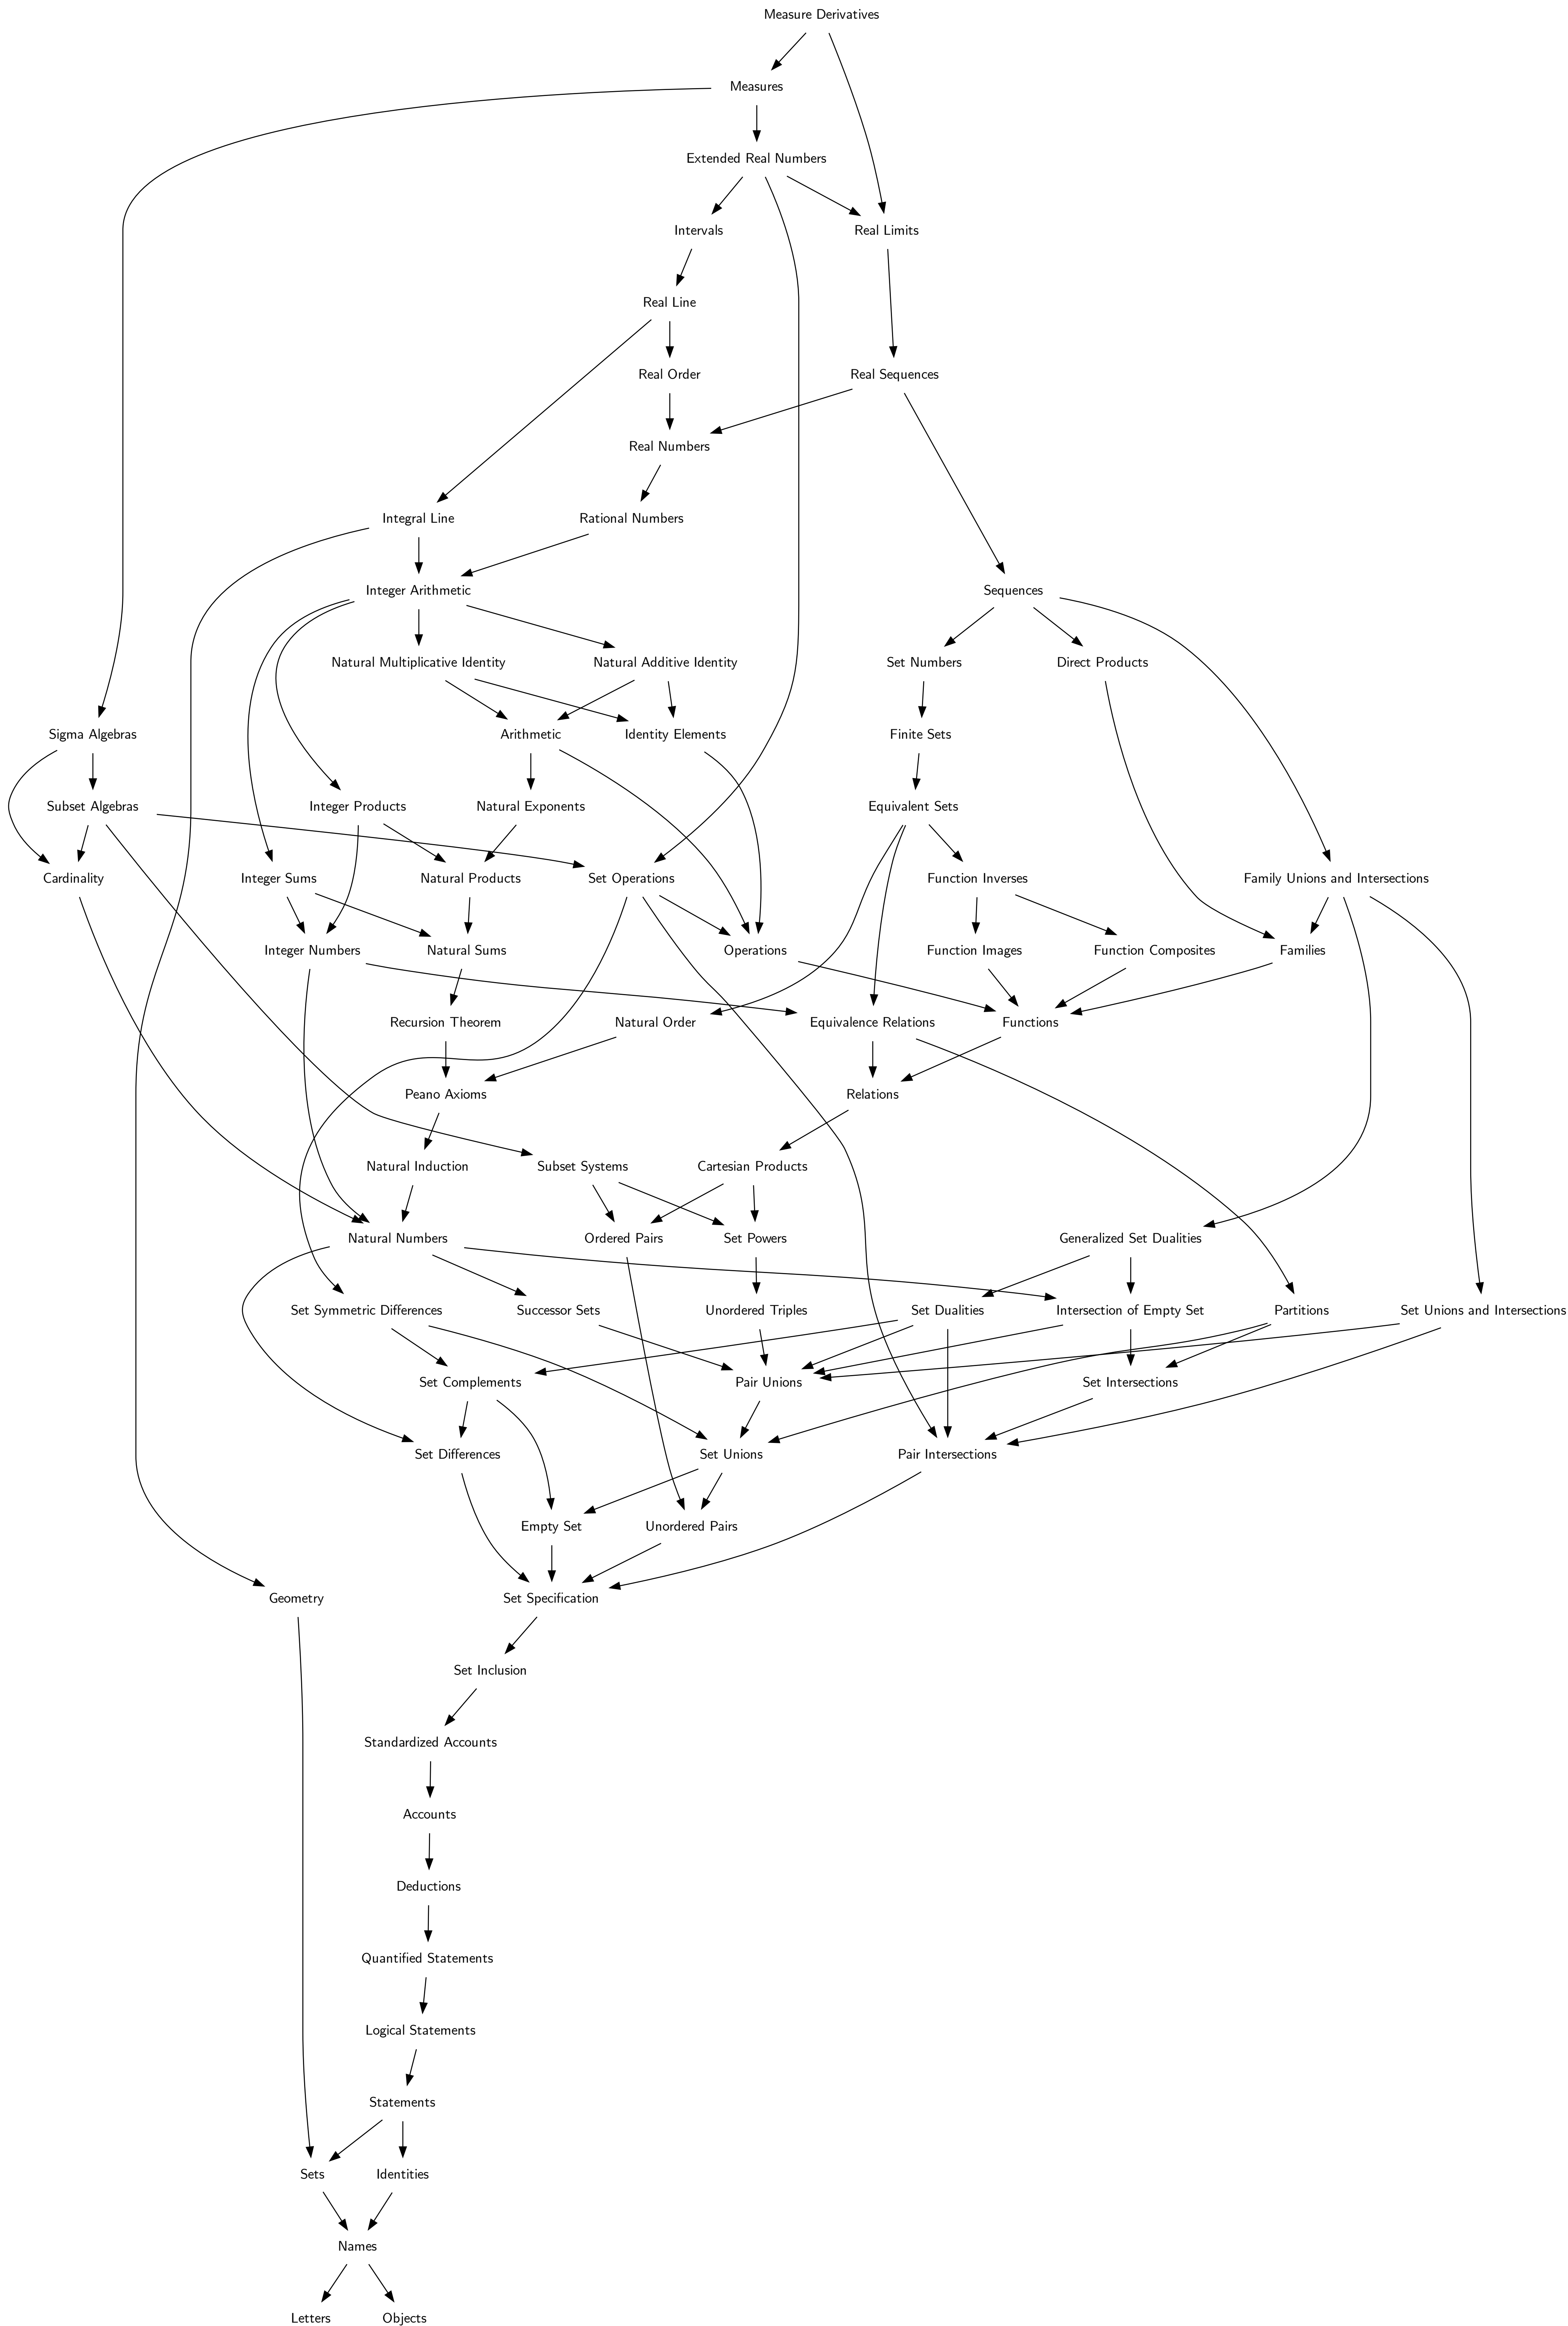 Measure Derivatives
Measures
Extended Real Numbers
Intervals
Real Limits
Real Line
Real Order
Real Sequences
Real Numbers
Integral Line
Rational Numbers
Integer Arithmetic
Sequences
Natural Multiplicative Identity
Natural Additive Identity
Set Numbers
Direct Products
Sigma Algebras
Arithmetic
Identity Elements
Finite Sets
Subset Algebras
Integer Products
Natural Exponents
Equivalent Sets
Cardinality
Integer Sums
Natural Products
Set Operations
Function Inverses
Family Unions and Intersections
Integer Numbers
Natural Sums
Operations
Function Images
Function Composites
Families
Recursion Theorem
Natural Order
Equivalence Relations
Functions
Peano Axioms
Relations
Natural Induction
Subset Systems
Cartesian Products
Natural Numbers
Ordered Pairs
Set Powers
Generalized Set Dualities
Set Symmetric Differences
Successor Sets
Unordered Triples
Set Dualities
Intersection of Empty Set
Partitions
Set Unions and Intersections
Set Complements
Pair Unions
Set Intersections
Set Differences
Set Unions
Pair Intersections
Empty Set
Unordered Pairs
Geometry
Set Specification
Set Inclusion
Standardized Accounts
Accounts
Deductions
Quantified Statements
Logical Statements
Statements
Sets
Identities
Names
Letters
Objects